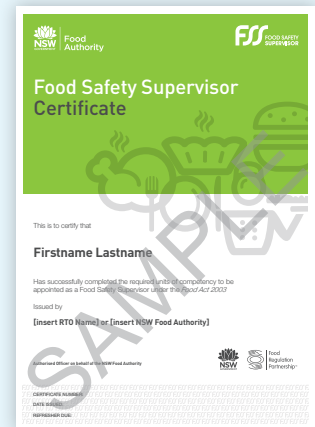 NSW
GOVERNMENT
Food
Authority
FSS FOOD SAFETY
SUPERVISOR
Food Safety Supervisor
Certificate
This is to certify that
Firstname Lastname
Has successfully completed the required units of competency to be
appointed as a Food Safety Supervisor under the Food Act 2003
Issued by
[insert RTO Name] or [insert NSW Food Authority]
Authorised Officer on behalf of the NSW Food Authority
NSW
GOVERNMENT
Food
Regulation
Partnership
CERTIFICATE NUMBER:
DATE ISSUED:
REFRESHER DUE:
SAMPLE